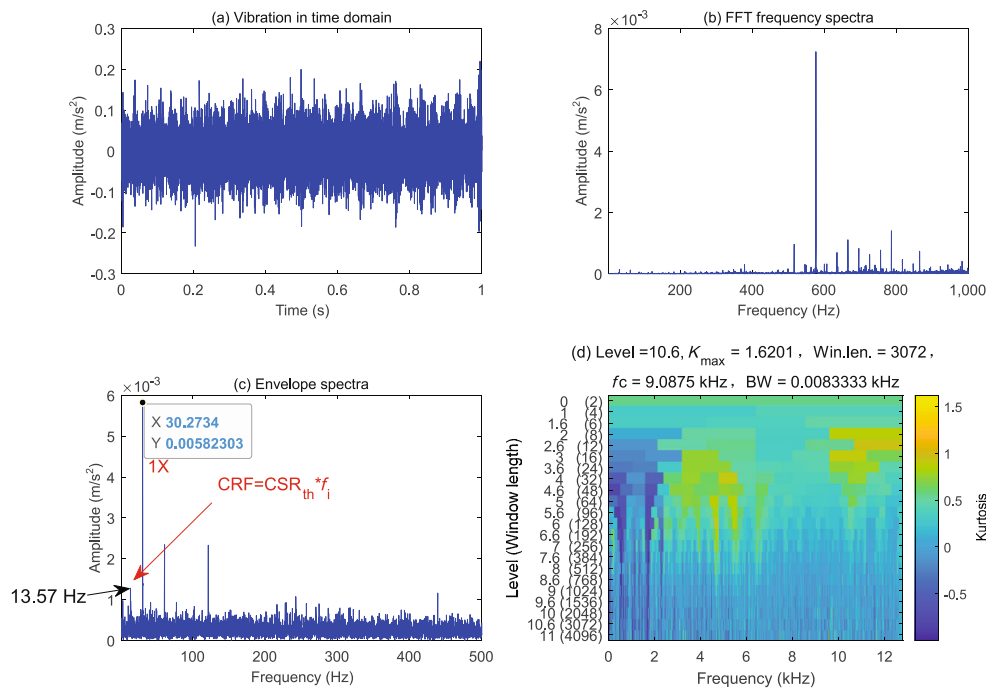 (a) Vibration in time domain
0.3
0.2
0.1
0
-0.1
-0.2
-0.3
Amplitude (m/s²)
0 0.2 0.4 0.6 0.8 1
Time (s)
(b) FFT frequency spectra
×10⁻³
8
6
4
2
0
Amplitude (m/s²)
200 400 600 800 1,000
Frequency (Hz)
(c) Envelope spectra
×10⁻³
6
5
4
3
2
1
0
Amplitude (m/s²)
X 30.2734
Y 0.00582303
1X
CRF=CSR_th*f_i
13.57 Hz
100 200 300 400 500
Frequency (Hz)
(d) Level =10.6, K_max = 1.6201， Win.len. = 3072，
fc = 9.0875 kHz， BW = 0.0083333 kHz
Level (Window length)
0 (2)
1 (4)
1.6 (6)
2 (8)
2.6 (12)
3 (16)
3.6 (24)
4 (32)
4.6 (48)
5 (64)
5.6 (96)
6 (128)
6.6 (192)
7 (256)
7.6 (384)
8 (512)
8.6 (768)
9 (1024)
9.6 (1536)
10 (2048)
10.6 (3072)
11 (4096)
0 2 4 6 8 10 12
Frequency (kHz)
1.5
1
0.5
0
-0.5
Kurtosis